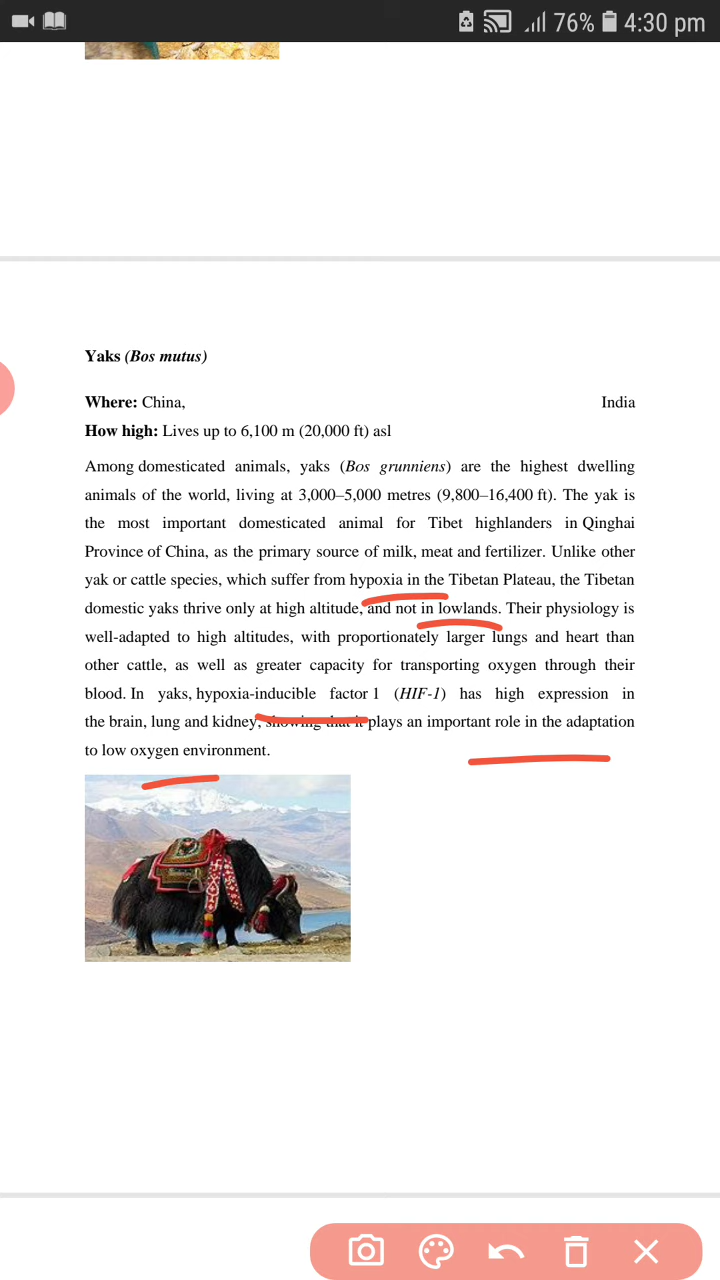 76% 4:30 pm
Yaks (Bos mutus)
Where: China, India
How high: Lives up to 6,100 m (20,000 ft) asl
Among domesticated animals, yaks (Bos grunniens) are the highest dwelling
animals of the world, living at 3,000–5,000 metres (9,800–16,400 ft). The yak is
the most important domesticated animal for Tibet highlanders in Qinghai
Province of China, as the primary source of milk, meat and fertilizer. Unlike other
yak or cattle species, which suffer from hypoxia in the Tibetan Plateau, the Tibetan
domestic yaks thrive only at high altitude, and not in lowlands. Their physiology is
well-adapted to high altitudes, with proportionately larger lungs and heart than
other cattle, as well as greater capacity for transporting oxygen through their
blood. In yaks, hypoxia-inducible factor 1 (HIF-1) has high expression in
the brain, lung and kidney, showing that it plays an important role in the adaptation
to low oxygen environment.